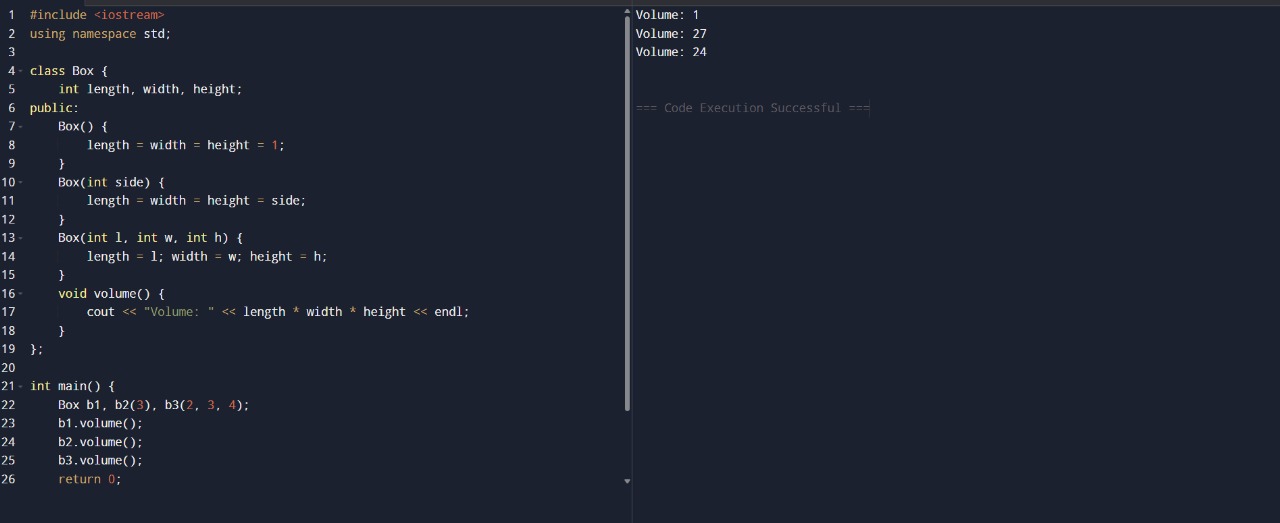 1 #include <iostream>
2 using namespace std;
3
4 class Box {
5     int length, width, height;
6 public:
7     Box() {
8         length = width = height = 1;
9     }
10     Box(int side) {
11         length = width = height = side;
12     }
13     Box(int l, int w, int h) {
14         length = l; width = w; height = h;
15     }
16     void volume() {
17         cout << "Volume: " << length * width * height << endl;
18     }
19 };
20
21 int main() {
22     Box b1, b2(3), b3(2, 3, 4);
23     b1.volume();
24     b2.volume();
25     b3.volume();
26     return 0;
Volume: 1
Volume: 27
Volume: 24
=== Code Execution Successful ===